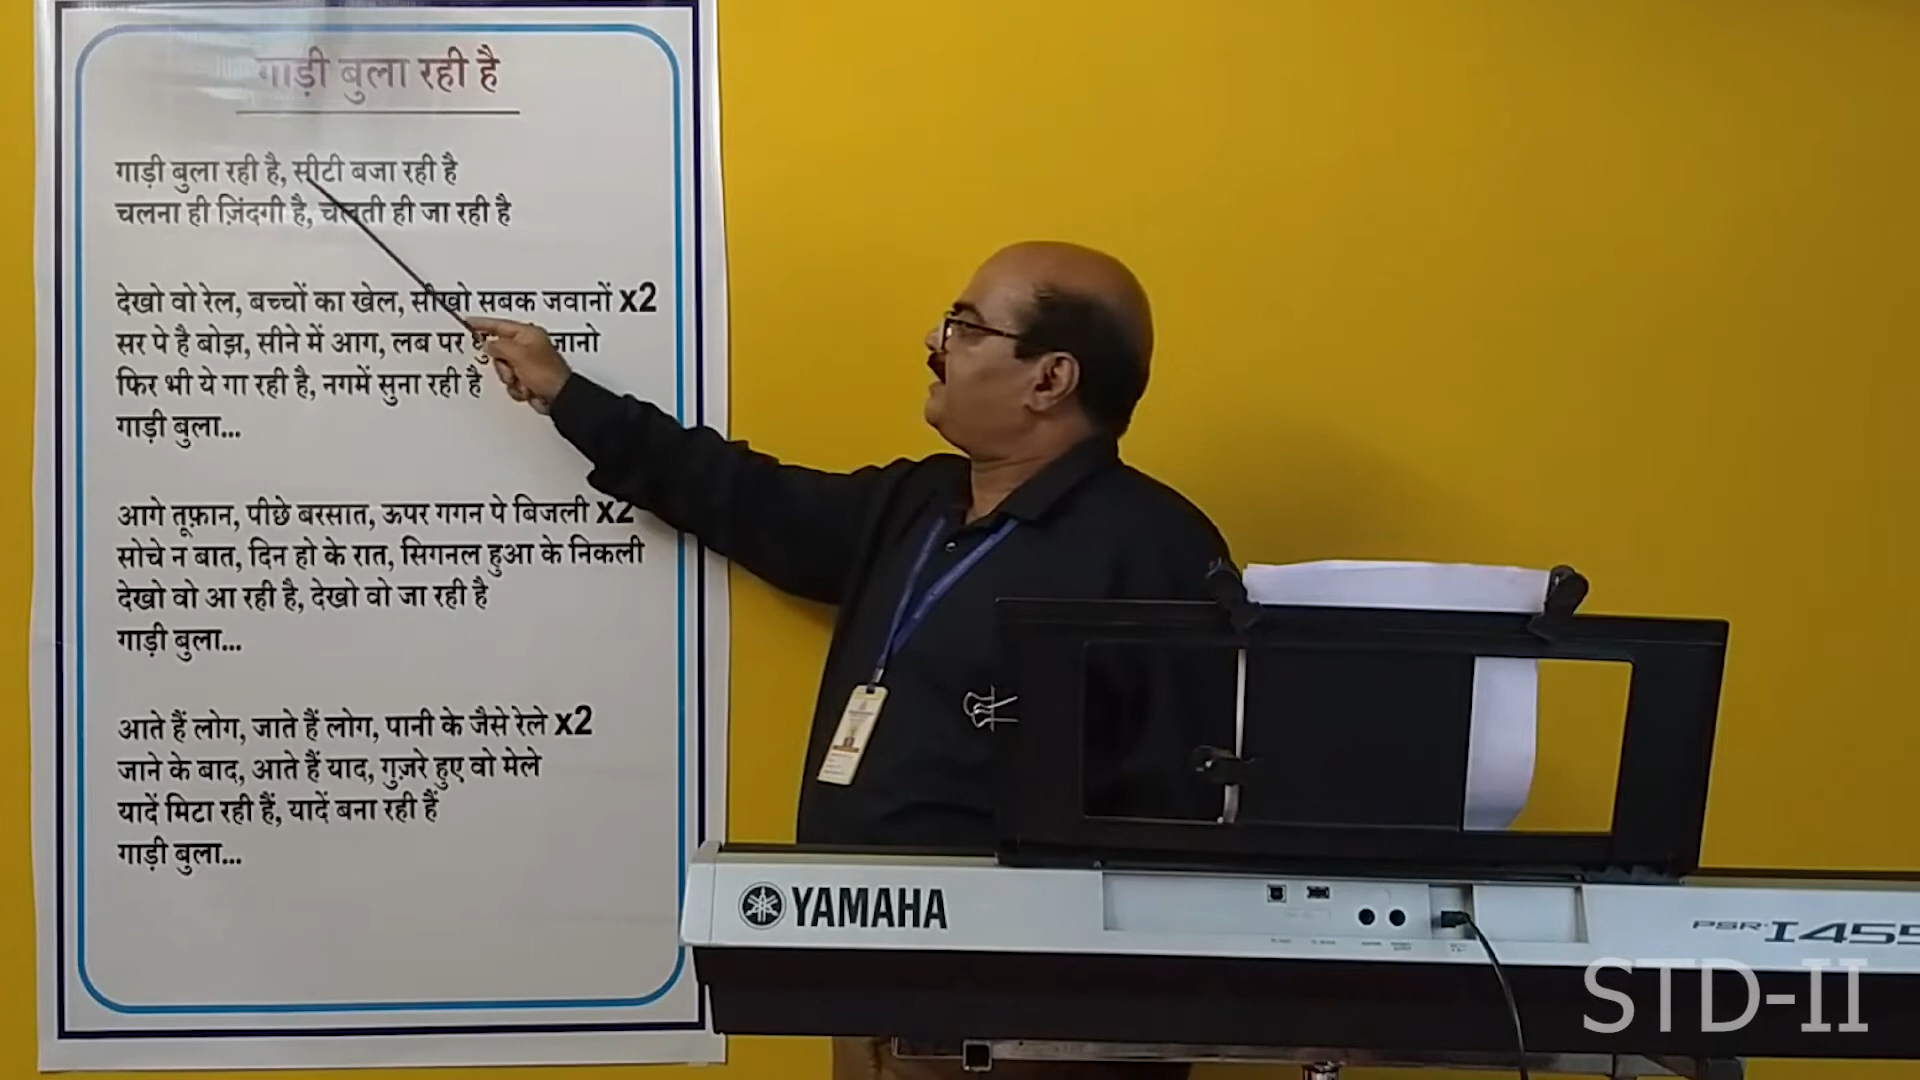 गाड़ी बुला रही है
गाड़ी बुला रही है, सीटी बजा रही है
चलना ही ज़िंदगी है, चलती ही जा रही है
देखो वो रेल, बच्चों का खेल, सीखो सबक जवानों x2
सर पे है बोझ, सीने में आग, लब पर जानो
फिर भी ये गा रही है, नगमें सुना रही है
गाड़ी बुला...
आगे तूफ़ान, पीछे बरसात, ऊपर गगन पे बिजली x2
सोचे न बात, दिन हो के रात, सिगनल हुआ के निकली
देखो वो आ रही है, देखो वो जा रही है
गाड़ी बुला...
आते हैं लोग, जाते हैं लोग, पानी के जैसे रेले x2
जाने के बाद, आते हैं याद, गुज़रे हुए वो मेले
यादें मिटा रही हैं, यादें बना रही हैं
गाड़ी बुला...
YAMAHA
PSR-I455
STD-II